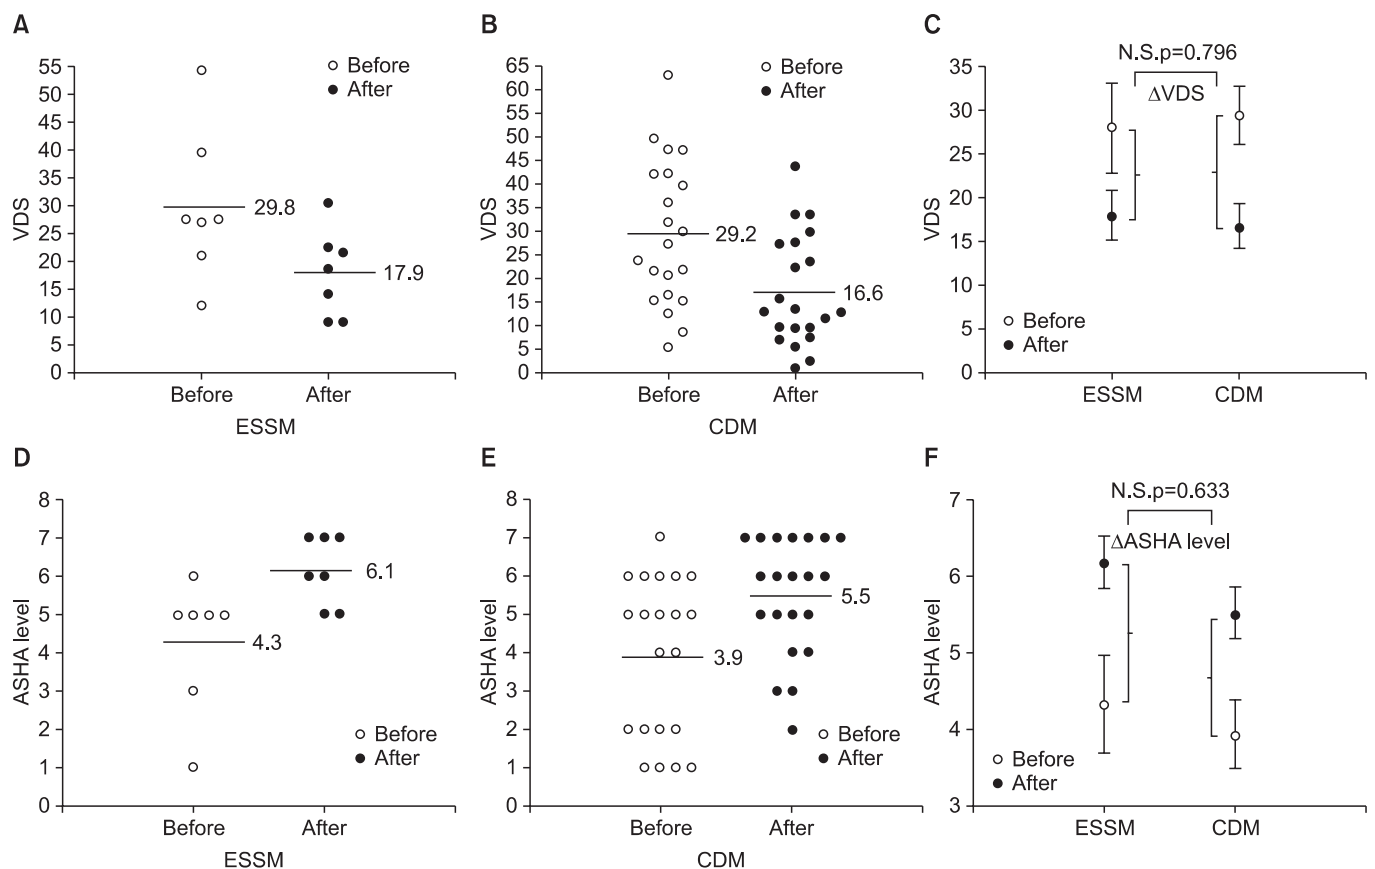 A
Before
After
55
50
45
40
35
30
25
20
15
10
5
0
VDS
29.8
17.9
Before
After
ESSM
B
Before
After
65
60
55
50
45
40
35
30
25
20
15
10
5
0
VDS
29.2
16.6
Before
After
CDM
C
N.S.p=0.796
ΔVDS
35
30
25
20
15
10
5
0
VDS
Before
After
ESSM
CDM
D
8
7
6
5
4
3
2
1
0
ASHA level
6.1
4.3
Before
After
Before
After
ESSM
E
8
7
6
5
4
3
2
1
0
ASHA level
5.5
3.9
Before
After
Before
After
CDM
F
N.S.p=0.633
ΔASHA level
7
6
5
4
3
ASHA level
Before
After
ESSM
CDM